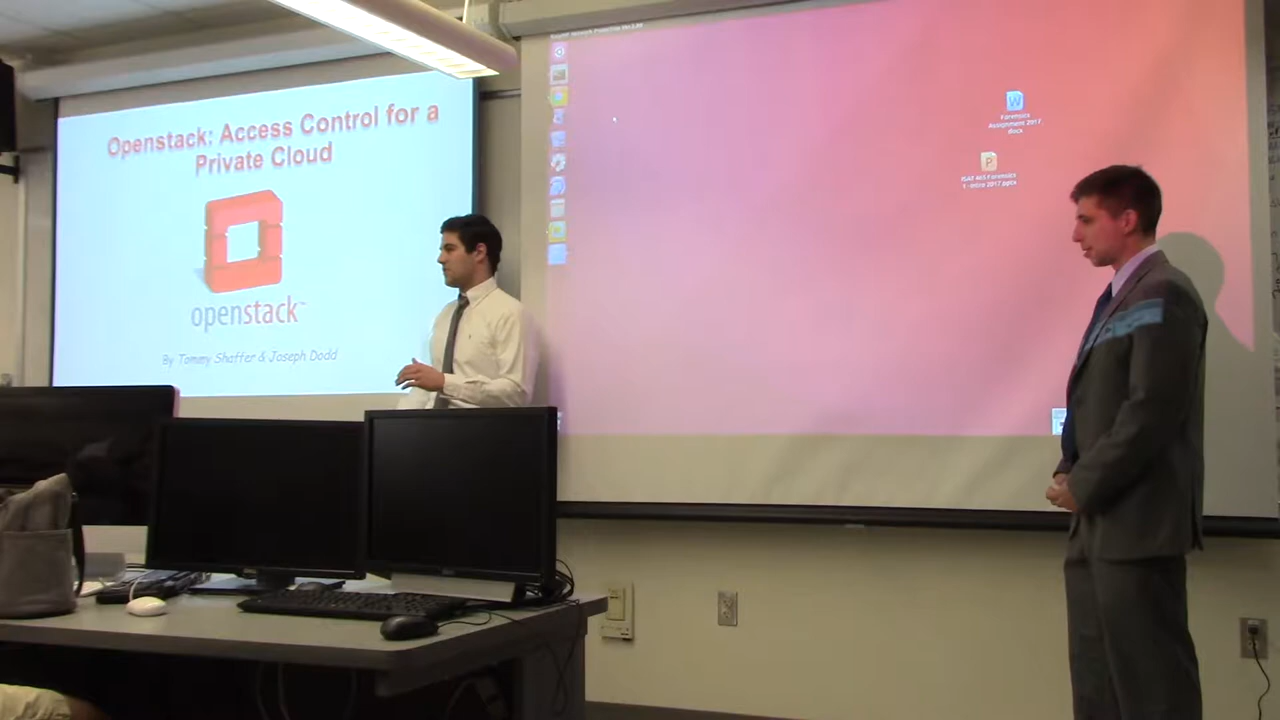 Openstack: Access Control for a
Private Cloud
openstack™
By Tommy Shaffer & Joseph Dodd
Forensics
Assignment 2017
docx
ISAT 465 Forensics
1 -Intro 2017.pptx